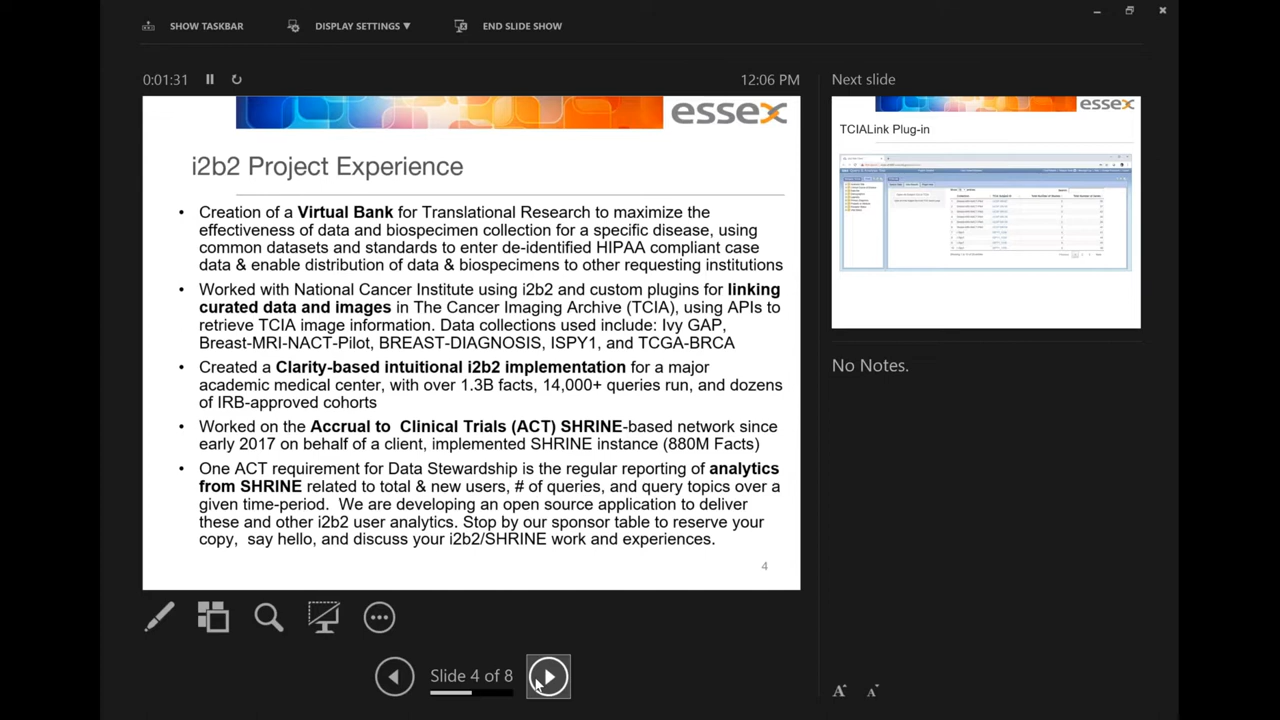 SHOW TASKBAR
DISPLAY SETTINGS ▼
END SLIDE SHOW
0:01:31
12:06 PM
essex
i2b2 Project Experience
• Creation of a Virtual Bank for Translational Research to maximize the
effectiveness of data and biospecimen collection for a specific disease, using
common datasets and standards to enter de-identified HIPAA compliant case
data & enable distribution of data & biospecimens to other requesting institutions
• Worked with National Cancer Institute using i2b2 and custom plugins for linking
curated data and images in The Cancer Imaging Archive (TCIA), using APIs to
retrieve TCIA image information. Data collections used include: Ivy GAP,
Breast-MRI-NACT-Pilot, BREAST-DIAGNOSIS, ISPY1, and TCGA-BRCA
• Created a Clarity-based intuitional i2b2 implementation for a major
academic medical center, with over 1.3B facts, 14,000+ queries run, and dozens
of IRB-approved cohorts
• Worked on the Accrual to Clinical Trials (ACT) SHRINE-based network since
early 2017 on behalf of a client, implemented SHRINE instance (880M Facts)
• One ACT requirement for Data Stewardship is the regular reporting of analytics
from SHRINE related to total & new users, # of queries, and query topics over a
given time-period. We are developing an open source application to deliver
these and other i2b2 user analytics. Stop by our sponsor table to reserve your
copy, say hello, and discuss your i2b2/SHRINE work and experiences.
4
Slide 4 of 8
Next slide
essex
TCIALink Plug-in
No Notes.
A A